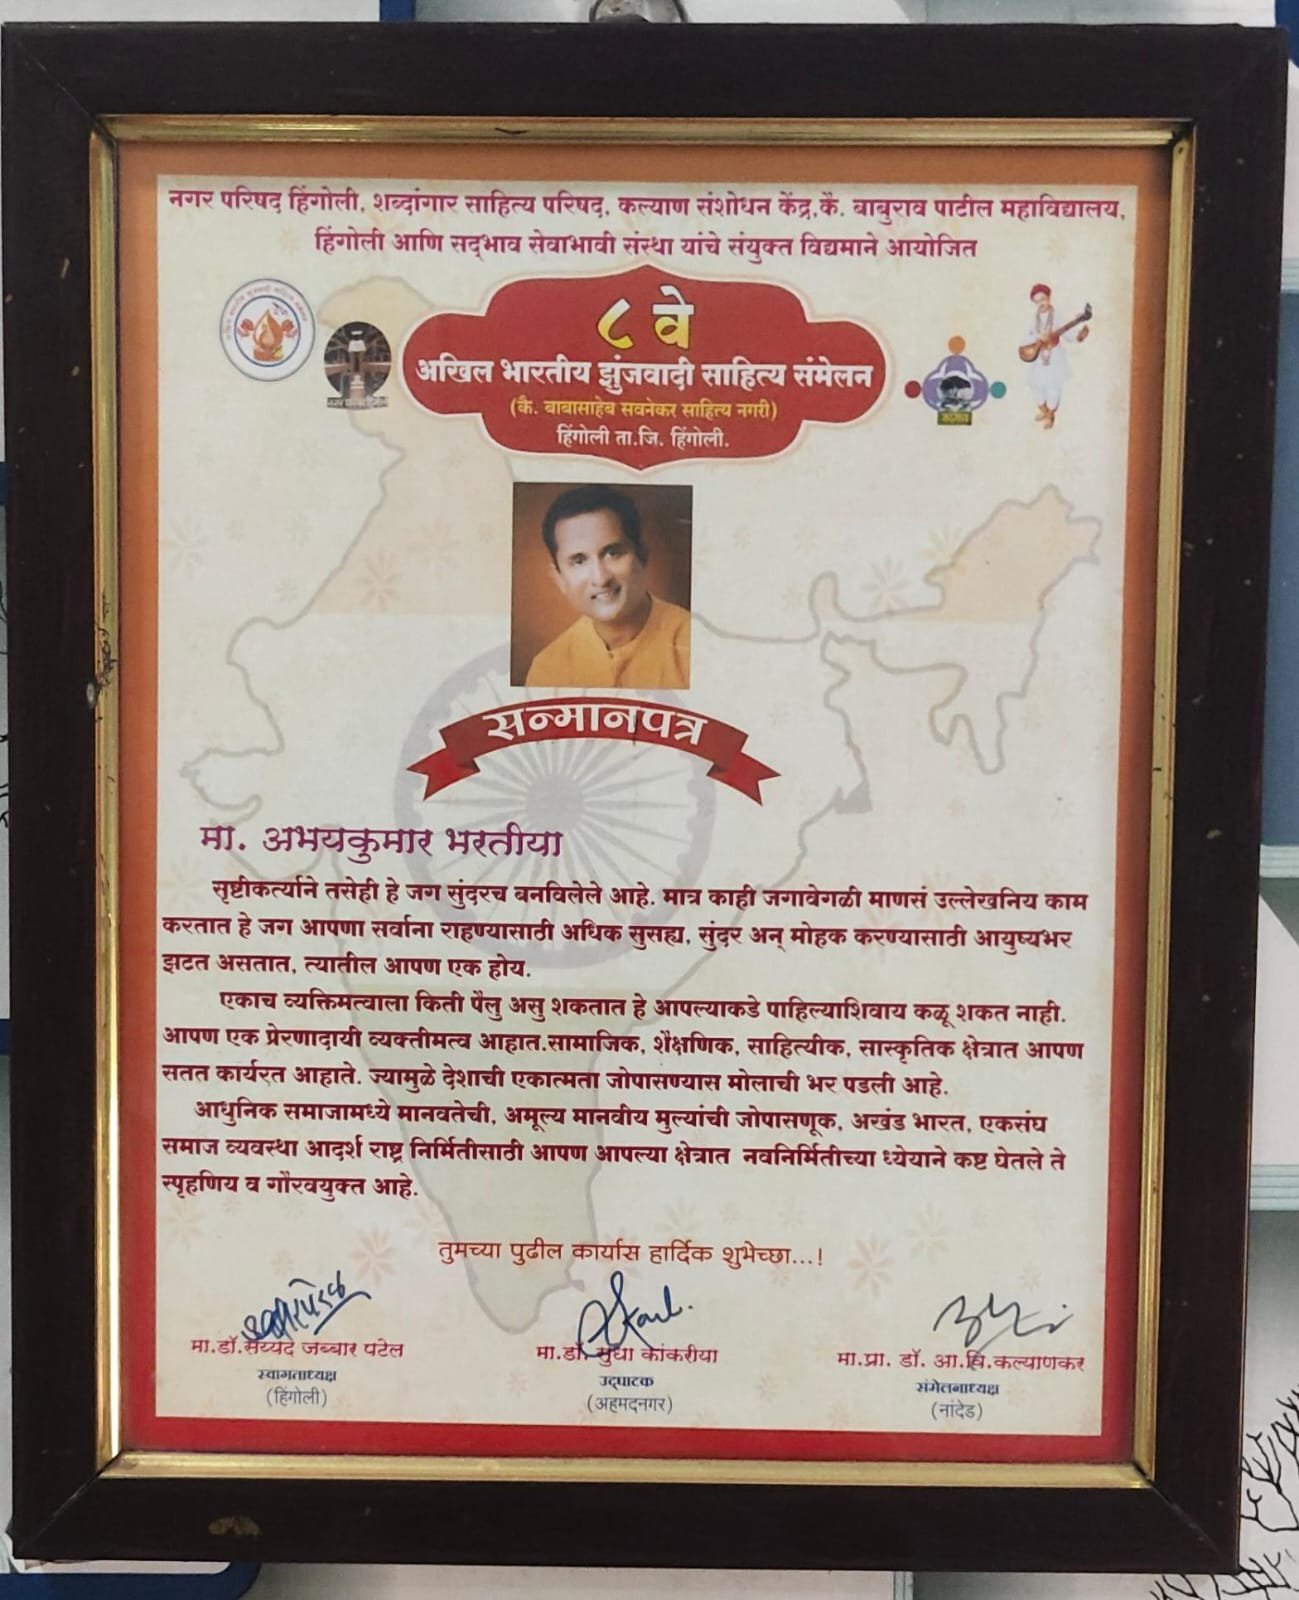 नगर परिषद हिंगोली, शब्दांगार साहित्य परिषद, कल्याण संशोधन केंद्र,कै. बाबुराव पाटील महाविद्यालय,
हिंगोली आणि सद्‌भाव सेवाभावी संस्था यांचे संयुक्त विद्यमाने आयोजित
८ वे
अखिल भारतीय झुंजवादी साहित्य संमेलन
(कै. बाबासाहेब सवनेकर साहित्य नगरी)
हिंगोली ता.जि. हिंगोली.
सन्मानपत्र
मा. अभयकुमार भरतीया
सृष्टीकर्त्याने तसेही हे जग सुंदरच बनविलेले आहे. मात्र काही जगावेगळी माणसं उल्लेखनिय काम
करतात हे जग आपणा सर्वाना राहण्यासाठी अधिक सुसह्य, सुंदर अन् मोहक करण्यासाठी आयुष्यभर
झटत असतात, त्यातील आपण एक होय.
एकाच व्यक्तिमत्वाला किती पैलु असु शकतात हे आपल्याकडे पाहिल्याशिवाय कळू शकत नाही.
आपण एक प्रेरणादायी व्यक्तीमत्व आहात.सामाजिक, शैक्षणिक, साहित्यीक, सास्कृतिक क्षेत्रात आपण
सतत कार्यरत आहाते. ज्यामुळे देशाची एकात्मता जोपासण्यास मोलाची भर पडली आहे.
आधुनिक समाजामध्ये मानवतेची, अमूल्य मानवीय मुल्यांची जोपासणूक, अखंड भारत, एकसंघ
समाज व्यवस्था आदर्श राष्ट्र निर्मितीसाठी आपण आपल्या क्षेत्रात नवनिर्मितीच्या ध्येयाने कष्ट घेतले ते
स्पृहणिय व गौरवयुक्त आहे.
तुमच्या पुढील कार्यास हार्दिक शुभेच्छा...!
मा.डॉ.सय्यद जब्बार पटेल मा.डॉ. सुधा कांकरीया मा.प्रा. डॉ. आ.वि.कल्याणकर
स्वागताध्यक्ष उद्‌घाटक संमेलनाध्यक्ष
(हिंगोली) (अहमदनगर) (नांदेड)